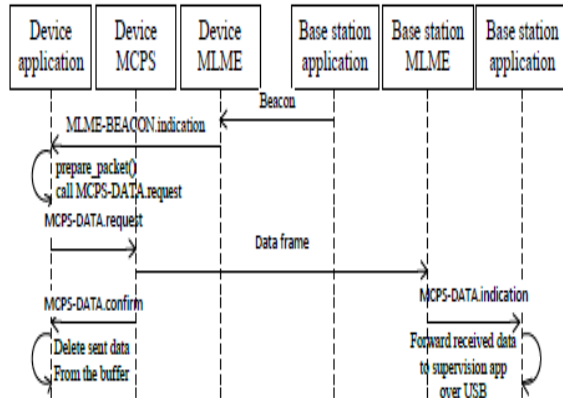 Device application
Device MCPS
Device MLME
Base station application
Base station MLME
Base station application
Beacon
MLME-BEACON.indication
prepare_packet()
call MCPS-DATA.request
MCPS-DATA.request
Data frame
MCPS-DATA.confirm
MCPS-DATA.indication
Delete sent data
From the buffer
Forward received data
to supervision app
over USB